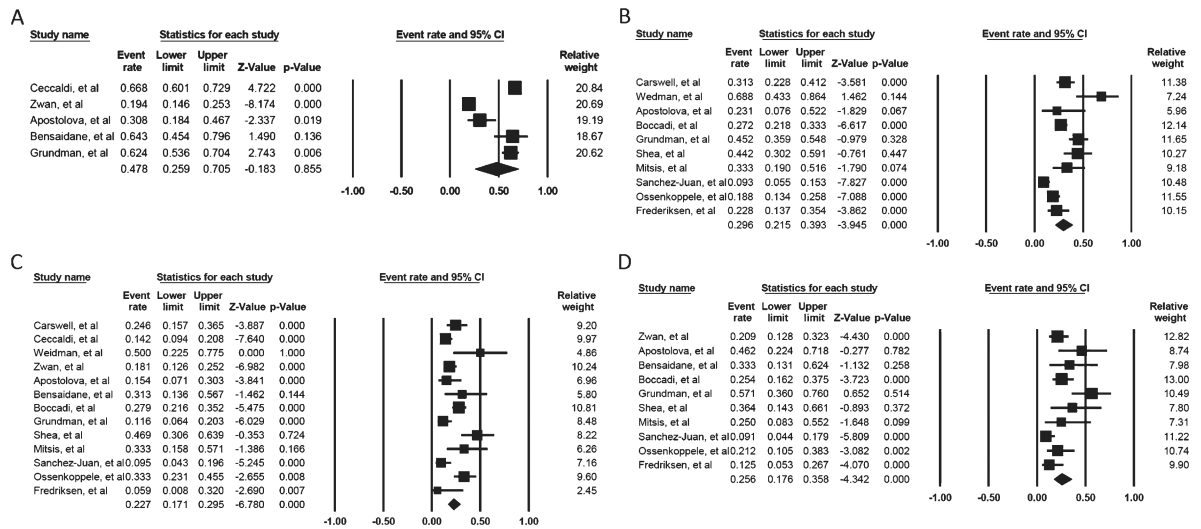 A
Study name Statistics for each study Event rate and 95% CI
Event rate Lower limit Upper limit Z-Value p-Value Relative weight
Ceccaldi, et al 0.668 0.601 0.729 4.722 0.000 20.84
Zwan, et al 0.194 0.146 0.253 -8.174 0.000 20.69
Apostolova, et al 0.308 0.184 0.467 -2.337 0.019 19.19
Bensaidane, et al 0.643 0.454 0.796 1.490 0.136 18.67
Grundman, et al 0.624 0.536 0.704 2.743 0.006 20.62
0.478 0.259 0.705 -0.183 0.855
-1.00 -0.50 0.00 0.50 1.00
B
Study name Statistics for each study Event rate and 95% CI
Event rate Lower limit Upper limit Z-Value p-Value Relative weight
Carswell, et al 0.313 0.228 0.412 -3.581 0.000 11.38
Wedman, et al 0.688 0.433 0.864 1.462 0.144 7.24
Apostolova, et al 0.231 0.076 0.522 -1.829 0.067 5.96
Boccadi, et al 0.272 0.218 0.333 -6.617 0.000 12.14
Grundman, et al 0.452 0.359 0.548 -0.979 0.328 11.65
Shea, et al 0.442 0.302 0.591 -0.761 0.447 10.27
Mitsis, et al 0.333 0.190 0.516 -1.790 0.074 9.18
Sanchez-Juan, et al 0.093 0.055 0.153 -7.827 0.000 10.48
Ossenkoppele, et al 0.188 0.134 0.258 -7.088 0.000 11.55
Frederiksen, et al 0.228 0.137 0.354 -3.862 0.000 10.15
0.296 0.215 0.393 -3.945 0.000
-1.00 -0.50 0.00 0.50 1.00
C
Study name Statistics for each study Event rate and 95% CI
Event rate Lower limit Upper limit Z-Value p-Value Relative weight
Carswell, et al 0.246 0.157 0.365 -3.887 0.000 9.20
Ceccaldi, et al 0.142 0.094 0.208 -7.640 0.000 9.97
Weidman, et al 0.500 0.225 0.775 0.000 1.000 4.86
Zwan, et al 0.181 0.126 0.252 -6.982 0.000 10.24
Apostolova, et al 0.154 0.071 0.303 -3.841 0.000 6.96
Bensaidane, et al 0.313 0.136 0.567 -1.462 0.144 5.80
Boccadi, et al 0.279 0.216 0.352 -5.475 0.000 10.81
Grundman, et al 0.116 0.064 0.203 -6.029 0.000 8.48
Shea, et al 0.469 0.306 0.639 -0.353 0.724 8.22
Mitsis, et al 0.333 0.158 0.571 -1.386 0.166 6.26
Sanchez-Juan, et al 0.095 0.043 0.196 -5.245 0.000 7.16
Ossenkoppele, et al 0.333 0.231 0.455 -2.655 0.008 9.60
Fredriksen, et al 0.059 0.008 0.320 -2.690 0.007 2.45
0.227 0.171 0.295 -6.780 0.000
-1.00 -0.50 0.00 0.50 1.00
D
Study name Statistics for each study Event rate and 95% CI
Event rate Lower limit Upper limit Z-Value p-Value Relative weight
Zwan, et al 0.209 0.128 0.323 -4.430 0.000 12.82
Apostolova, et al 0.462 0.224 0.718 -0.277 0.782 8.74
Bensaidane, et al 0.333 0.131 0.624 -1.132 0.258 7.98
Boccadi, et al 0.254 0.162 0.375 -3.723 0.000 13.00
Grundman, et al 0.571 0.360 0.760 0.652 0.514 10.49
Shea, et al 0.364 0.143 0.661 -0.893 0.372 7.80
Mitsis, et al 0.250 0.083 0.552 -1.648 0.099 7.31
Sanchez-Juan, et al 0.091 0.044 0.179 -5.809 0.000 11.22
Ossenkoppele, et al 0.212 0.105 0.383 -3.082 0.002 10.74
Fredriksen, et al 0.125 0.053 0.267 -4.070 0.000 9.90
0.256 0.176 0.358 -4.342 0.000
-1.00 -0.50 0.00 0.50 1.00